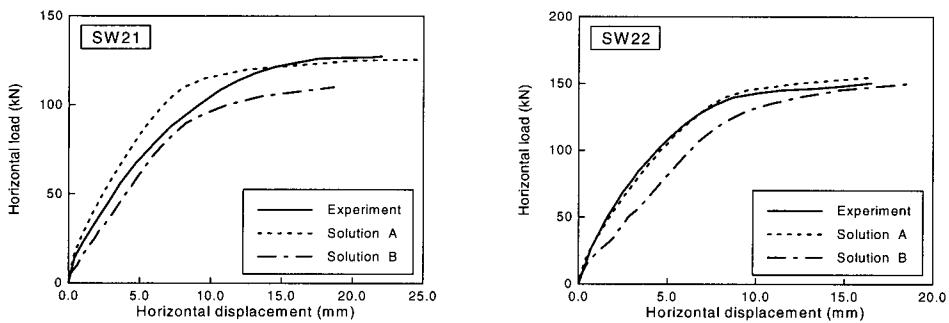 SW21
Horizontal load (kN)
150
100
50
0
Experiment
Solution A
Solution B
0.0 5.0 10.0 15.0 20.0 25.0
Horizontal displacement (mm)
SW22
Horizontal load (kN)
200
150
100
50
0
Experiment
Solution A
Solution B
0.0 5.0 10.0 15.0 20.0
Horizontal displacement (mm)